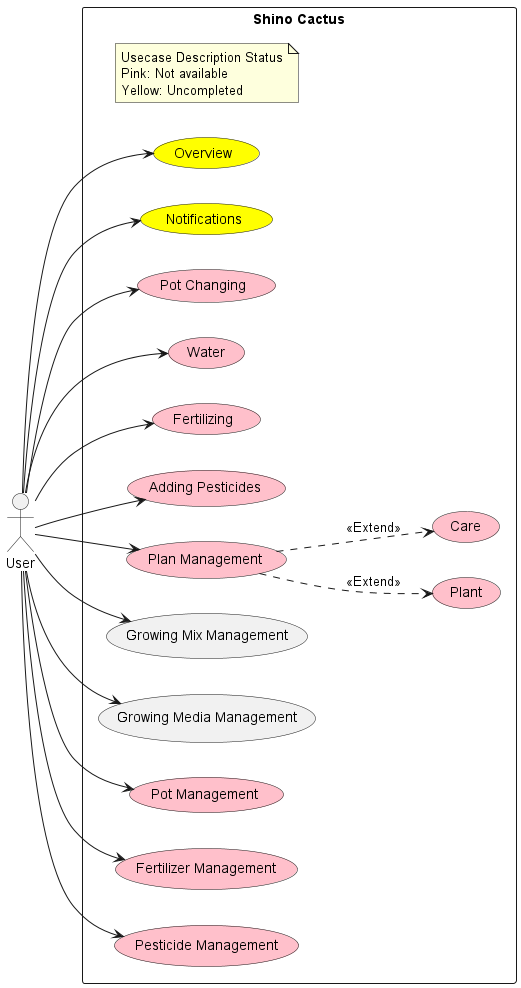 Shino Cactus
Usecase Description Status
Pink: Not available
Yellow: Uncompleted
Overview
Notifications
Pot Changing
Water
Fertilizing
Adding Pesticides
«Extend»
Care
Plan Management
«Extend»
Plant
User
Growing Mix Management
Growing Media Management
Pot Management
Fertilizer Management
Pesticide Management